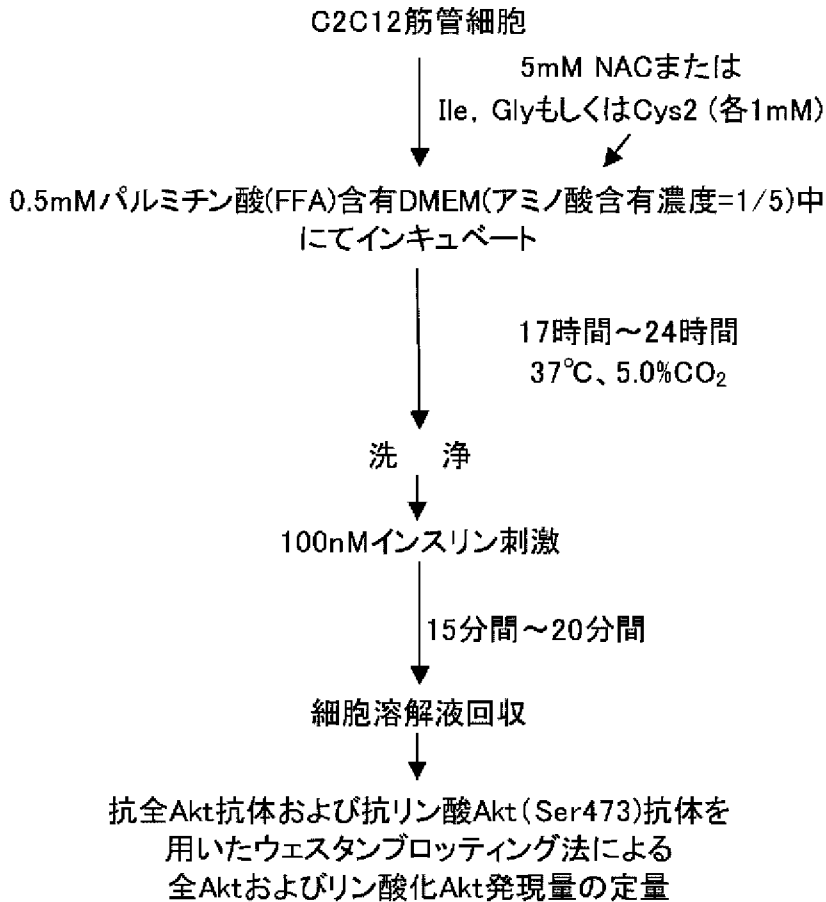 C2C12筋管細胞
5mM NACまたは
Ile, GlyもしくはCys2 (各1mM)
0.5mMパルミチン酸(FFA)含有DMEM(アミノ酸含有濃度=1/5)中
にてインキュベート
17時間～24時間
37℃、5.0%CO₂
洗　浄
100nMインスリン刺激
15分間～20分間
細胞溶解液回収
抗全Akt抗体および抗リン酸Akt(Ser473)抗体を
用いたウェスタンブロッティング法による
全Aktおよびリン酸化Akt発現量の定量